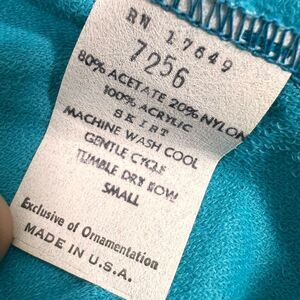 RN 17649
7256
80% ACETATE 20% NYLON
100% ACRYLIC
SKIRT
MACHINE WASH COOL
GENTLE CYCLE
TUMBLE DRY LOW
SMALL
Exclusive of Ornamentation
MADE IN U.S.A.